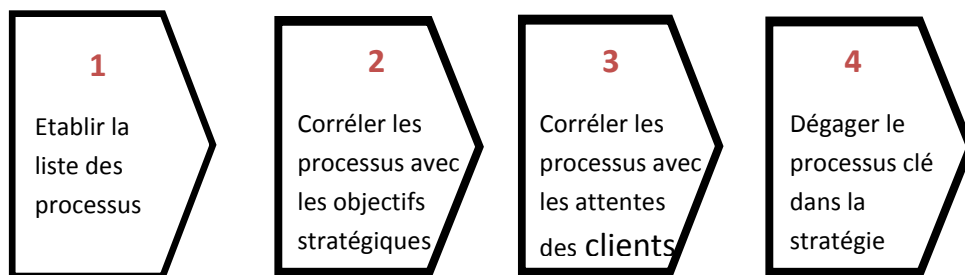 1
Etablir la
liste des
processus
2
Corréler les
processus avec
les objectifs
stratégiques
3
Corréler les
processus avec
les attentes
des clients
4
Dégager le
processus clé
dans la
stratégie